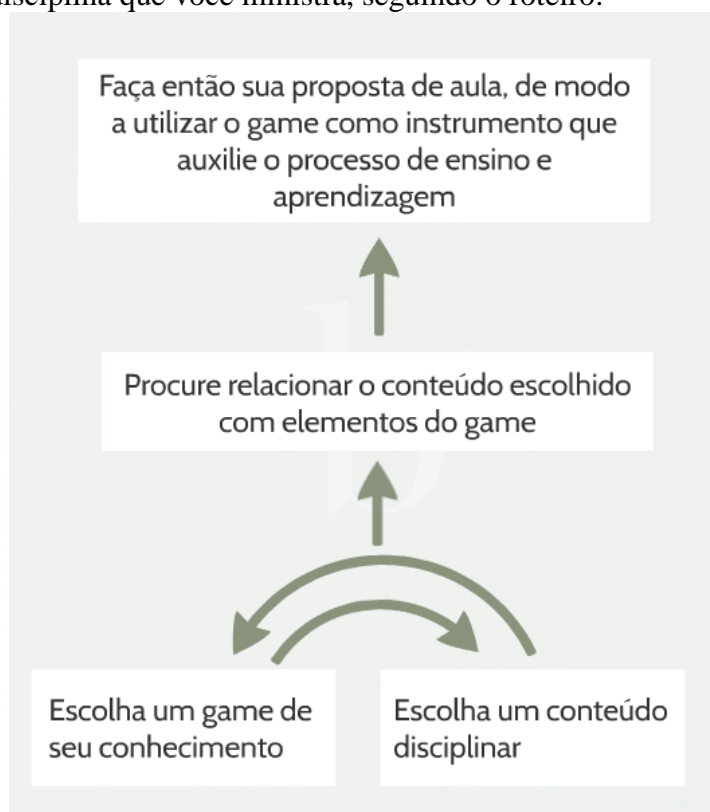 disciplina que você ministra, seguindo o roteiro:
Faça então sua proposta de aula, de modo
a utilizar o game como instrumento que
auxilie o processo de ensino e
aprendizagem
Procure relacionar o conteúdo escolhido
com elementos do game
Escolha um game de
seu conhecimento
Escolha um conteúdo
disciplinar